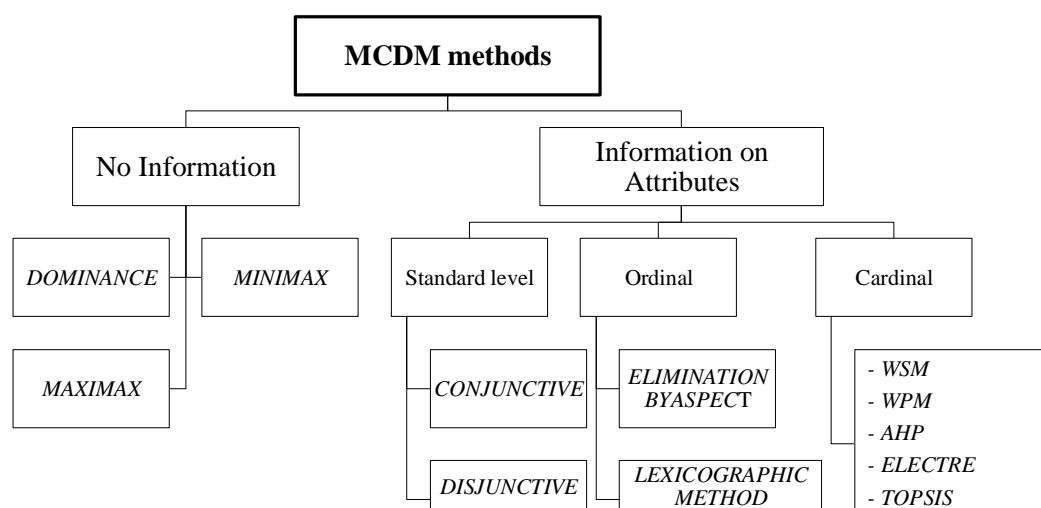 MCDM methods
No Information
Information on
Attributes
DOMINANCE
MINIMAX
Standard level
Ordinal
Cardinal
MAXIMAX
CONJUNCTIVE
ELIMINATION
BYASPECT
- WSM
- WPM
- AHP
- ELECTRE
- TOPSIS
DISJUNCTIVE
LEXICOGRAPHIC
METHOD